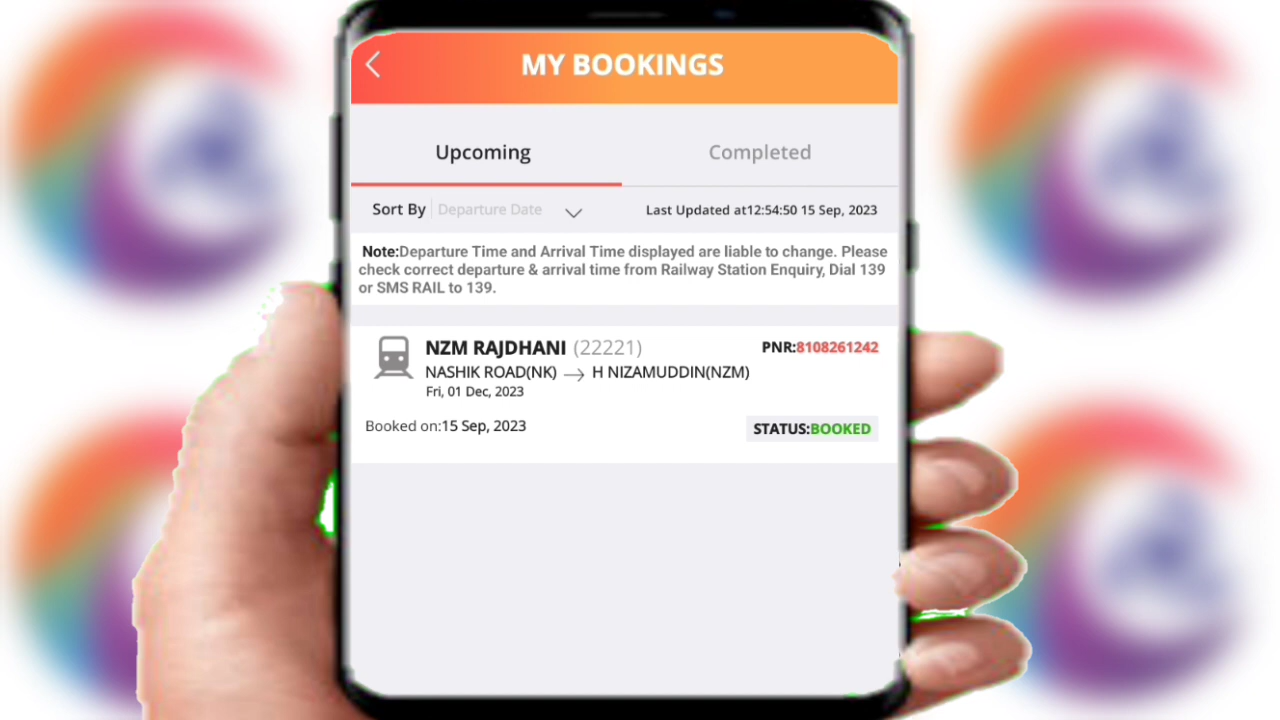 MY BOOKINGS
Upcoming Completed
Sort By Departure Date Last Updated at12:54:50 15 Sep, 2023
Note:Departure Time and Arrival Time displayed are liable to change. Please
check correct departure & arrival time from Railway Station Enquiry, Dial 139
or SMS RAIL to 139.
NZM RAJDHANI (22221) PNR:8108261242
NASHIK ROAD(NK) → H NIZAMUDDIN(NZM)
Fri, 01 Dec, 2023
Booked on:15 Sep, 2023 STATUS:BOOKED